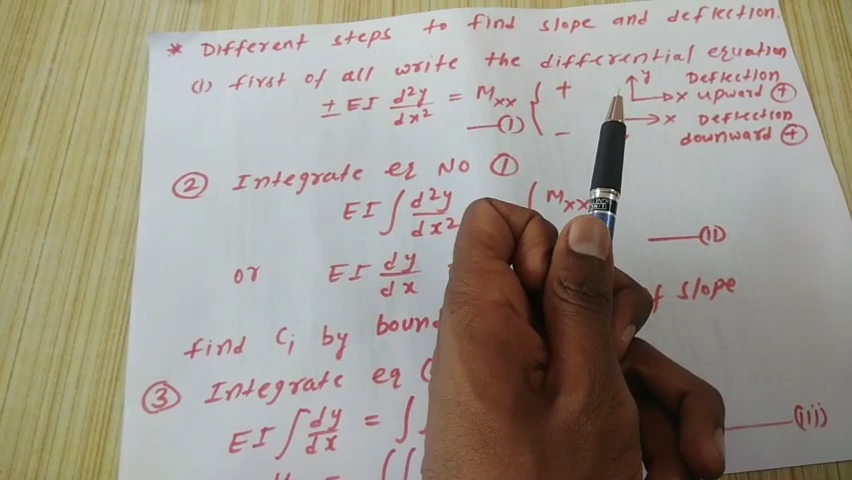 * Different steps to find slope and deflection.
(1) first of all write the differential equation
± EI d²y/dx² = Mxx { + y x Deflection upward (+)
—(1) − x Deflection downward (+)
(2) Integrate eq No (1)
EI ∫ d²y/dx² ∫ Mxx —(11)
or EI dy/dx
slope
find C₁ by boun
(3) Integrate eq
EI ∫ dy/dx = ∫ —(iii)